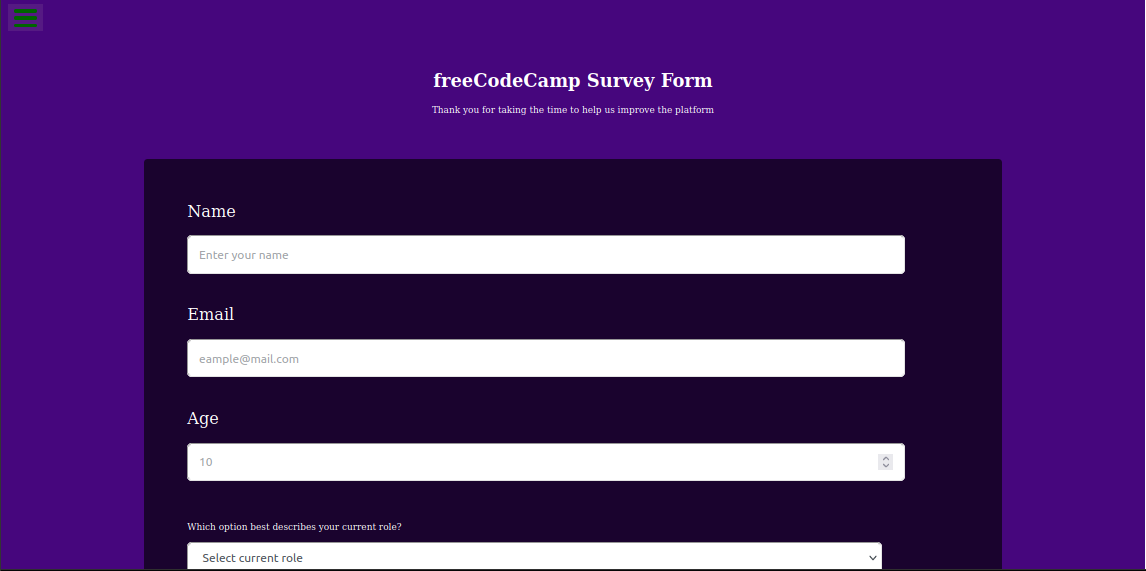 freeCodeCamp Survey Form
Thank you for taking the time to help us improve the platform
Name
Enter your name
Email
eample@mail.com
Age
10
Which option best describes your current role?
Select current role